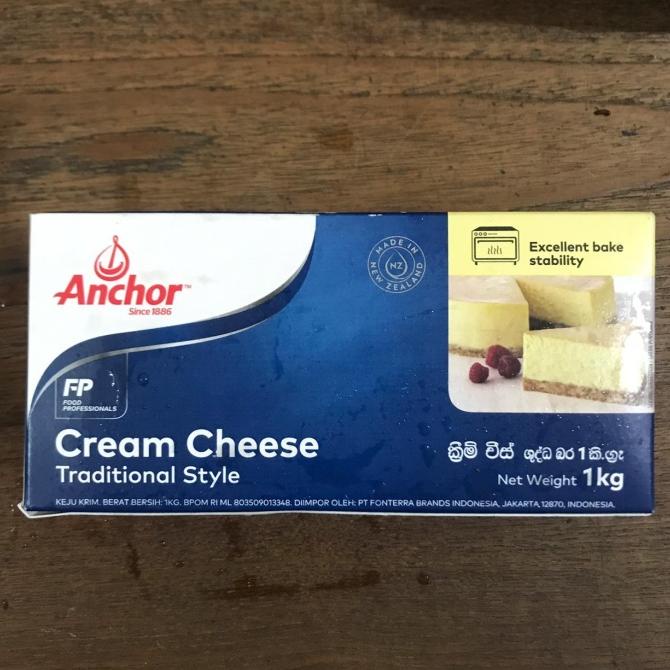 Anchor™
Since 1886
FP
FOOD
PROFESSIONALS
MADE IN
NZ
NEW ZEALAND
Excellent bake
stability
Cream Cheese
Traditional Style
ක්‍රීම් චීස් ශුද්ධ බර 1 කි.ග්‍රෑ
Net Weight 1kg
KEJU KRIM. BERAT BERSIH: 1KG. BPOM RI ML 803509013348. DIIMPOR OLEH: PT FONTERRA BRANDS INDONESIA, JAKARTA, 12870, INDONESIA.